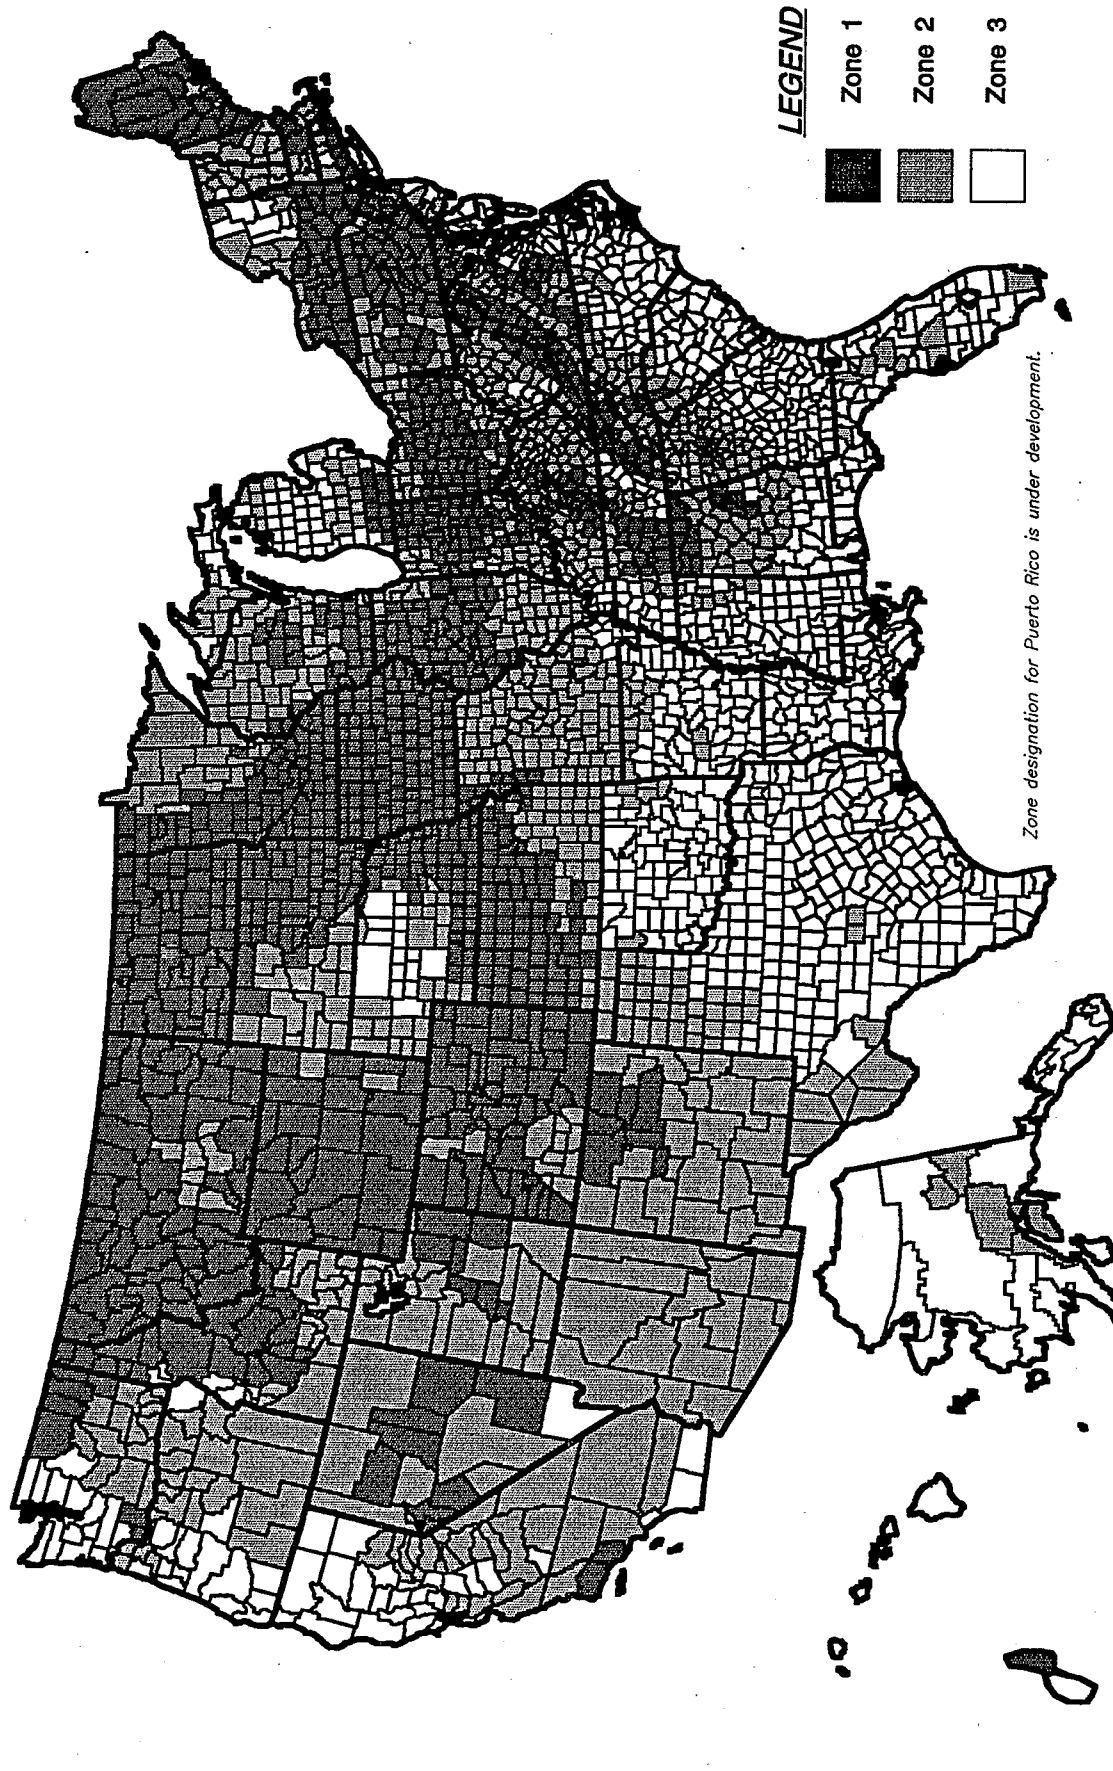 LEGEND
Zone 1
Zone 2
Zone 3
Zone designation for Puerto Rico is under development.